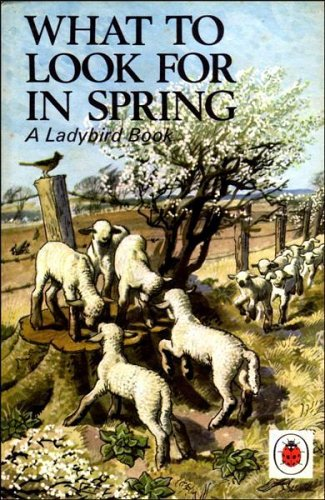 WHAT TO
LOOK FOR
IN SPRING
A Ladybird Book